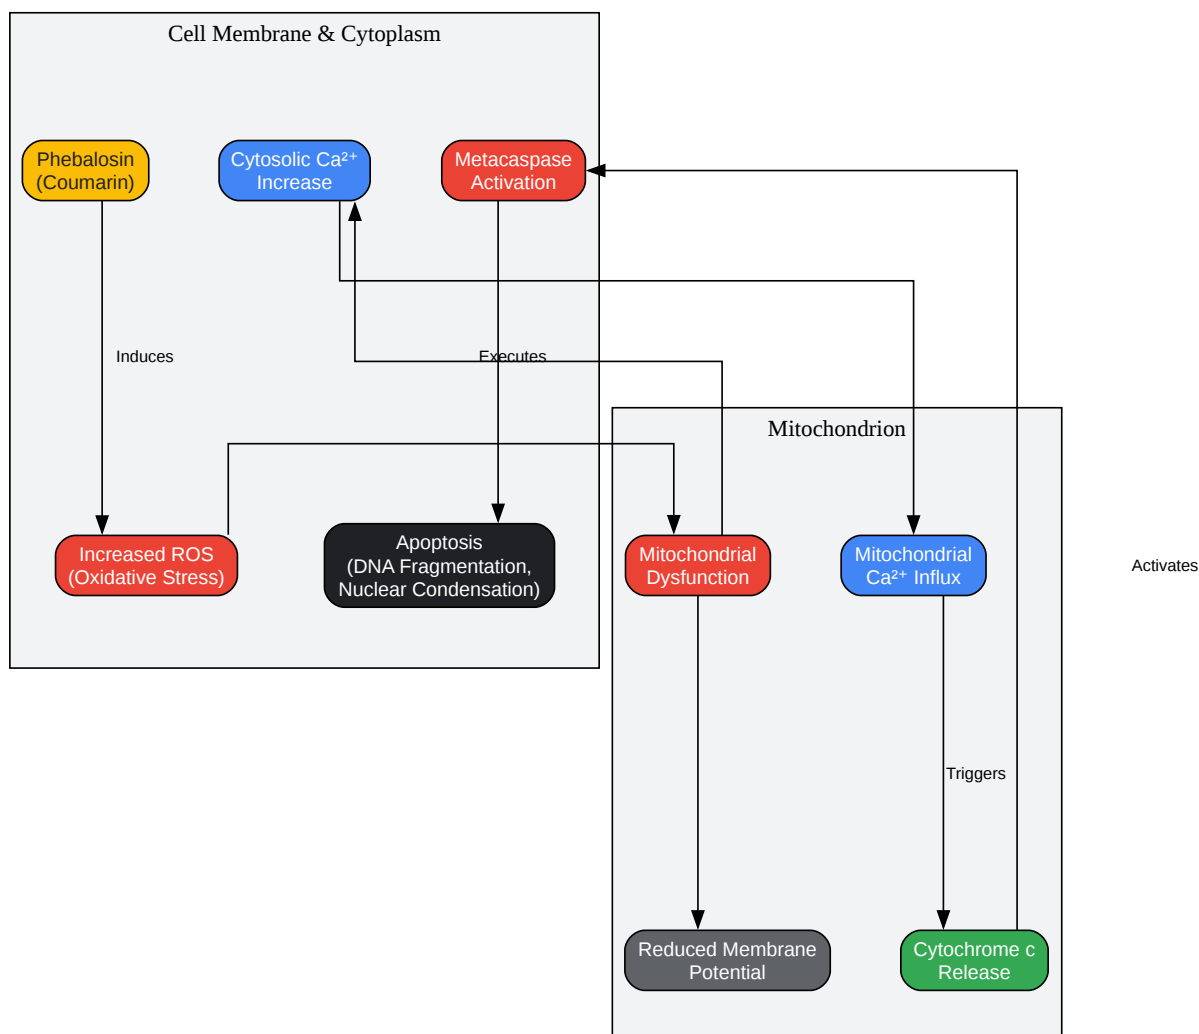 Cell Membrane & Cytoplasm
Phebalosin
(Coumarin)
Cytosolic Ca²⁺
Increase
Metacaspase
Activation
Induces
Executes
Mitochondrion
Increased ROS
(Oxidative Stress)
Apoptosis
(DNA Fragmentation,
Nuclear Condensation)
Mitochondrial
Dysfunction
Mitochondrial
Ca²⁺ Influx
Activates
Triggers
Reduced Membrane
Potential
Cytochrome c
Release